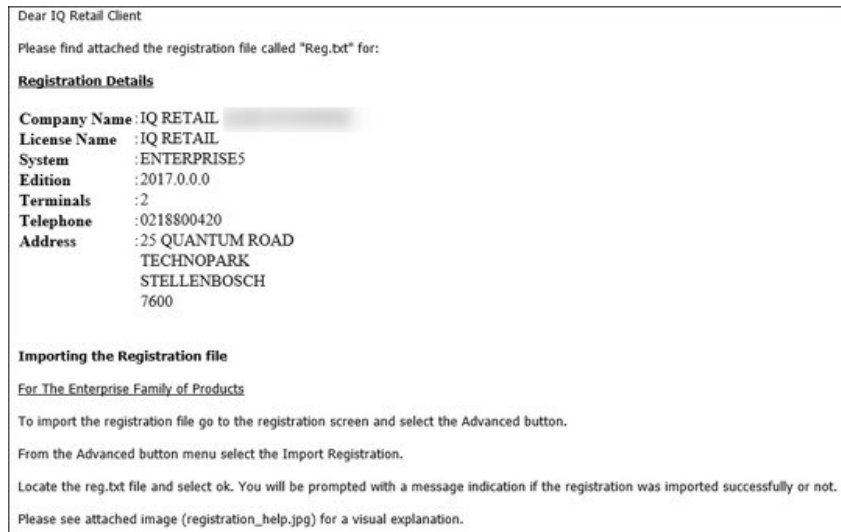 Dear IQ Retail Client
Please find attached the registration file called "Reg.txt" for:
Registration Details
Company Name :IQ RETAIL
License Name :IQ RETAIL
System :ENTERPRISE5
Edition :2017.0.0.0
Terminals :2
Telephone :0218800420
Address :25 QUANTUM ROAD
TECHNOPARK
STELLENBOSCH
7600
Importing the Registration file
For The Enterprise Family of Products
To import the registration file go to the registration screen and select the Advanced button.
From the Advanced button menu select the Import Registration.
Locate the reg.txt file and select ok. You will be prompted with a message indication if the registration was imported successfully or not.
Please see attached image (registration_help.jpg) for a visual explanation.